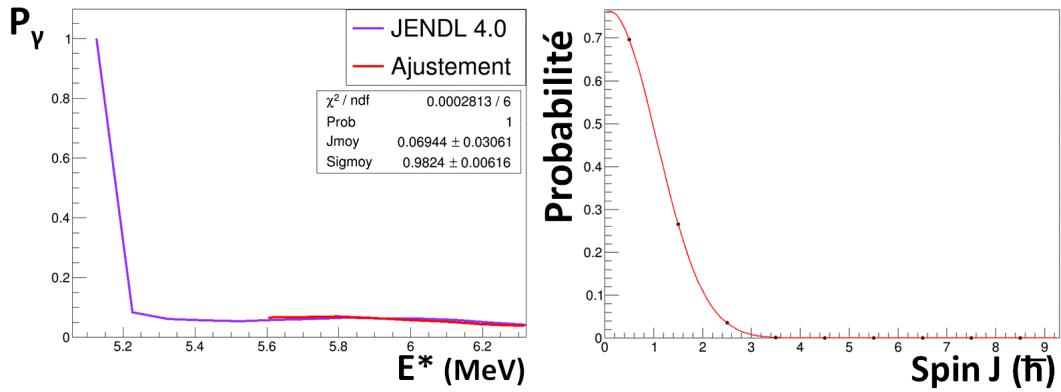 Pγ
1
0.8
0.6
0.4
0.2
0
5.2 5.4 5.6 5.8 6 6.2
E* (MeV)
JENDL 4.0
Ajustement
χ² / ndf 0.0002813 / 6
Prob 1
Jmoy 0.06944 ± 0.03061
Sigmoy 0.9824 ± 0.00616
Probabilité
0.7
0.6
0.5
0.4
0.3
0.2
0.1
0
0 1 2 3 4 5 6 7 8 9
Spin J (ħ)